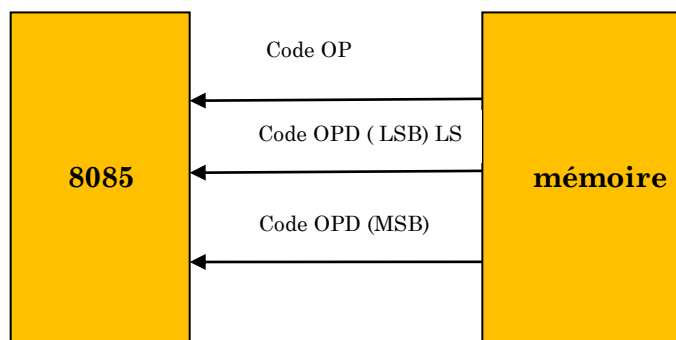 Code OP
Code OPD ( LSB) LS
8085
mémoire
Code OPD (MSB)